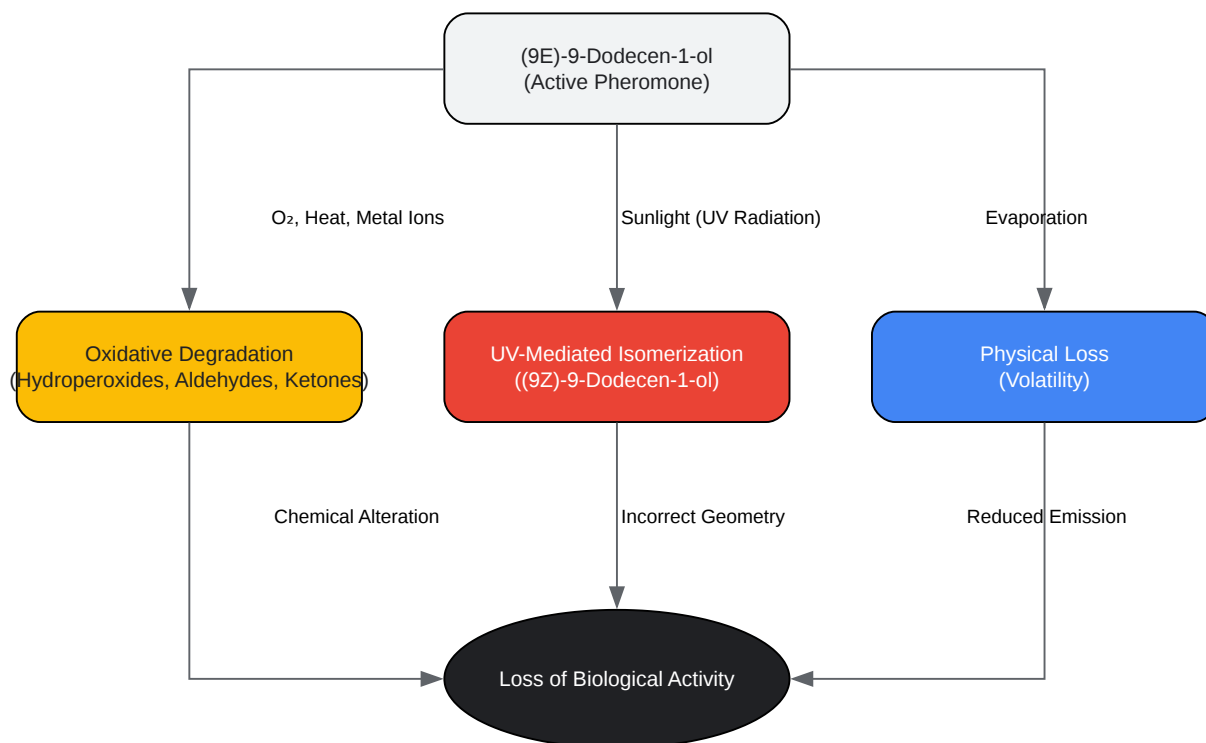 (9E)-9-Dodecen-1-ol
(Active Pheromone)
O₂, Heat, Metal Ions
Sunlight (UV Radiation)
Evaporation
Oxidative Degradation
(Hydroperoxides, Aldehydes, Ketones)
UV-Mediated Isomerization
((9Z)-9-Dodecen-1-ol)
Physical Loss
(Volatility)
Chemical Alteration
Incorrect Geometry
Reduced Emission
Loss of Biological Activity